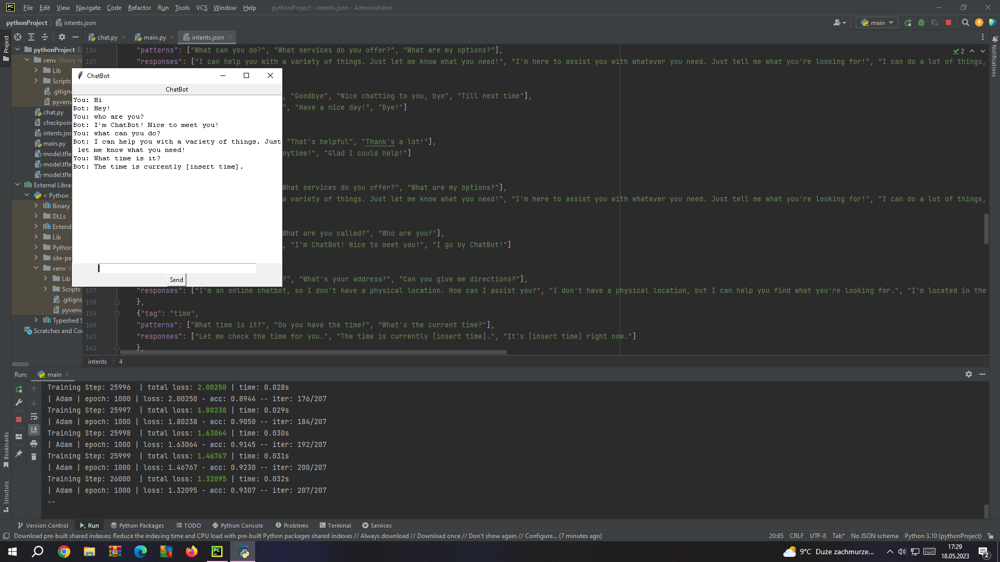 PC File Edit View Navigate Code Refactor Run Tools VCS Window Help pythonProject - intents.json - Administrator
pythonProject intents.json main
Project chat.py main.py intents.json
pythonProject E:
venv library ro
Lib
Scripts
.gitign
pyvenv
chat.py
checkpoin
intents.jso
main.py
model.tfle
model.tfle
model.tfle
External Libra
< Python 3
Binary
DLLs
Extend
Lib
Python
site-pa
venv li
Lib
Scripts
.gitigno
pyvenv
Typeshed S
Scratches and Con
136 "patterns": ["What can you do?", "What services do you offer?", "What are my options?"],
2
137 "responses": ["I can help you with a variety of things. Just let me know what you need!", "I'm here to assist you with whatever you need. Just tell me what you're looking for!", "I can do a lot of things,
, "Goodbye", "Nice chatting to you, bye", "Till next time"],
", "Have a nice day!", "Bye!"]
"That's helpful", "Thank's a lot!"],
nytime!", "Glad I could help!"]
What services do you offer?", "What are my options?"],
a variety of things. Just let me know what you need!", "I'm here to assist you with whatever you need. Just tell me what you're looking for!", "I can do a lot of things,
What are you called?", "Who are you?"],
, "I'm ChatBot! Nice to meet you!", "I go by ChatBot!"]
?", "What's your address?", "Can you give me directions?"],
157 "responses": ["I'm an online chatbot, so I don't have a physical location. How can I assist you?", "I don't have a physical location, but I can help you find what you're looking for.", "I'm located in the
158 },
159 {"tag": "time",
160 "patterns": ["What time is it?", "Do you have the time?", "What's the current time?"],
161 "responses": ["Let me check the time for you.", "The time is currently [insert time].", "It's [insert time] right now."]
162 },
intents 4
Notifications
ChatBot
ChatBot
You: Hi
Bot: Hey!
You: who are you?
Bot: I'm ChatBot! Nice to meet you!
You: what can you do?
Bot: I can help you with a variety of things. Just
let me know what you need!
You: What time is it?
Bot: The time is currently [insert time].
Send
Run: main
Training Step: 25996 | total loss: 2.00250 | time: 0.028s
| Adam | epoch: 1000 | loss: 2.00250 - acc: 0.8944 -- iter: 176/207
Training Step: 25997 | total loss: 1.80238 | time: 0.029s
| Adam | epoch: 1000 | loss: 1.80238 - acc: 0.9050 -- iter: 184/207
Training Step: 25998 | total loss: 1.63064 | time: 0.030s
| Adam | epoch: 1000 | loss: 1.63064 - acc: 0.9145 -- iter: 192/207
Training Step: 25999 | total loss: 1.46767 | time: 0.031s
| Adam | epoch: 1000 | loss: 1.46767 - acc: 0.9230 -- iter: 200/207
Training Step: 26000 | total loss: 1.32095 | time: 0.032s
| Adam | epoch: 1000 | loss: 1.32095 - acc: 0.9307 -- iter: 207/207
--
Bookmarks
Structure
Version Control Run Python Packages TODO Python Console Problems Terminal Services
Download pre-built shared indexes: Reduce the indexing time and CPU load with pre-built Python packages shared indexes // Always download // Download once // Don't show again // Configure... (7 minutes ago) 20:85 CRLF UTF-8 Tab* No JSON schema Python 3.10 (pythonProject)
PC 9°C Duże zachmurze... 17:29
18.05.2023 2